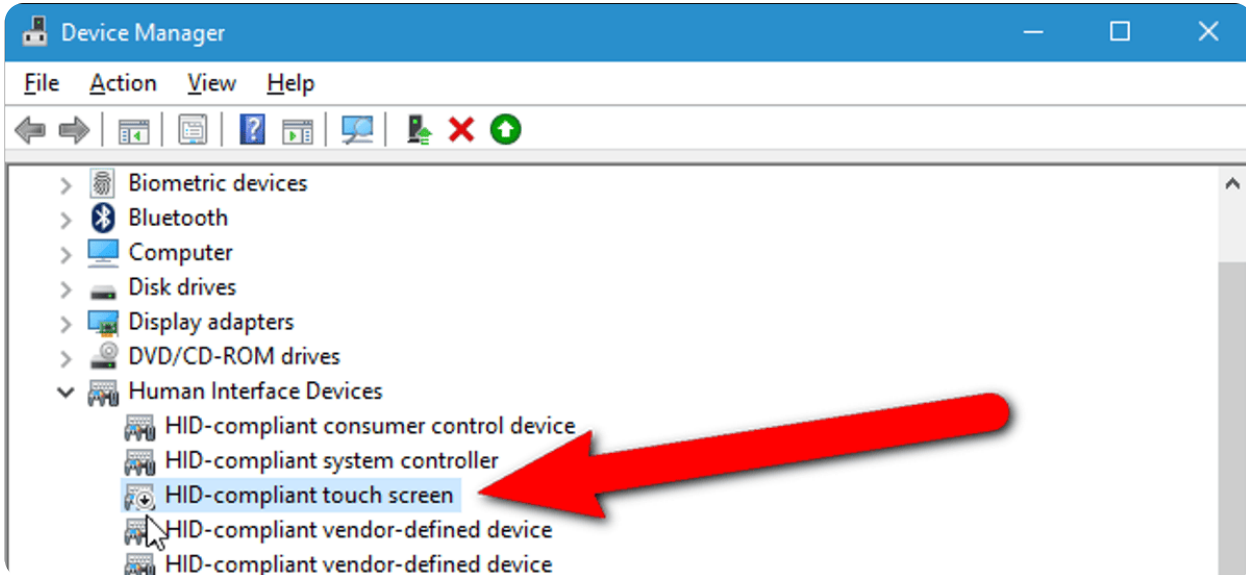 Device Manager
File Action View Help
Biometric devices
Bluetooth
Computer
Disk drives
Display adapters
DVD/CD-ROM drives
Human Interface Devices
HID-compliant consumer control device
HID-compliant system controller
HID-compliant touch screen
HID-compliant vendor-defined device
HID-compliant vendor-defined device